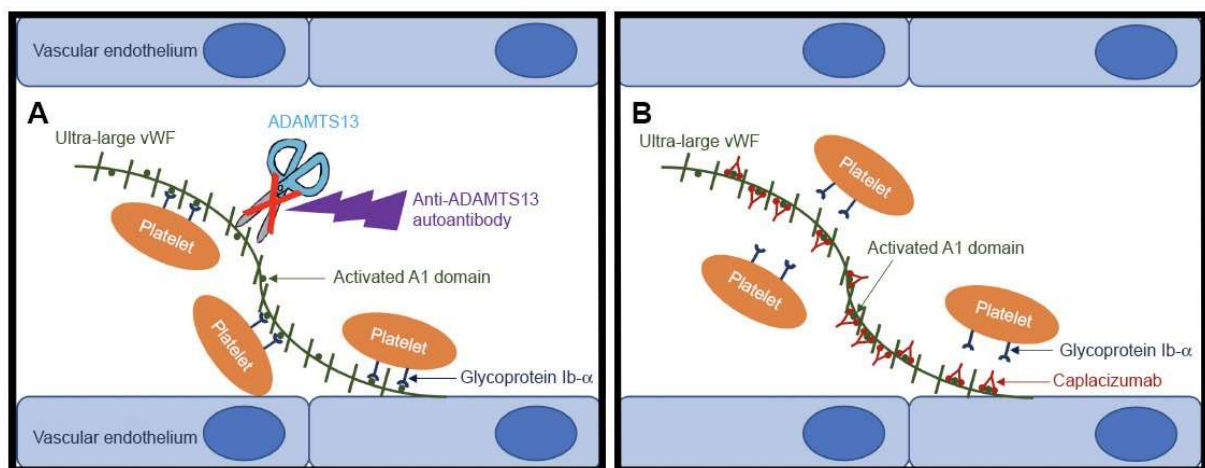 Vascular endothelium
A
ADAMTS13
Ultra-large vWF
Anti-ADAMTS13
autoantibody
Platelet
Activated A1 domain
Platelet
Platelet
Glycoprotein Ib-α
Vascular endothelium
B
Ultra-large vWF
Platelet
Activated A1 domain
Platelet
Platelet
Glycoprotein Ib-α
Caplacizumab